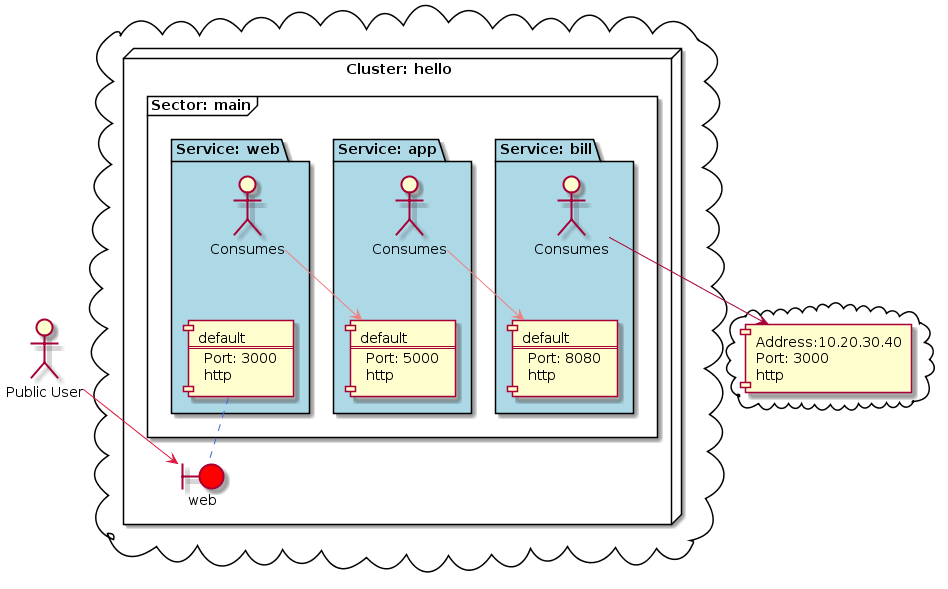 Cluster: hello
Sector: main
Service: web
Service: app
Service: bill
Consumes
Consumes
Consumes
default
Port: 3000
http
default
Port: 5000
http
default
Port: 8080
http
Address:10.20.30.40
Port: 3000
http
Public User
web